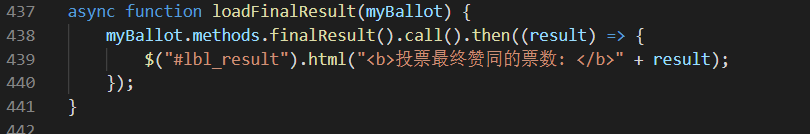 437 async function loadFinalResult(myBallot) {
438 myBallot.methods.finalResult().call().then((result) => {
439 $("#lbl_result").html("<b>投票最终赞同的票数: </b>" + result);
440 });
441 }
442